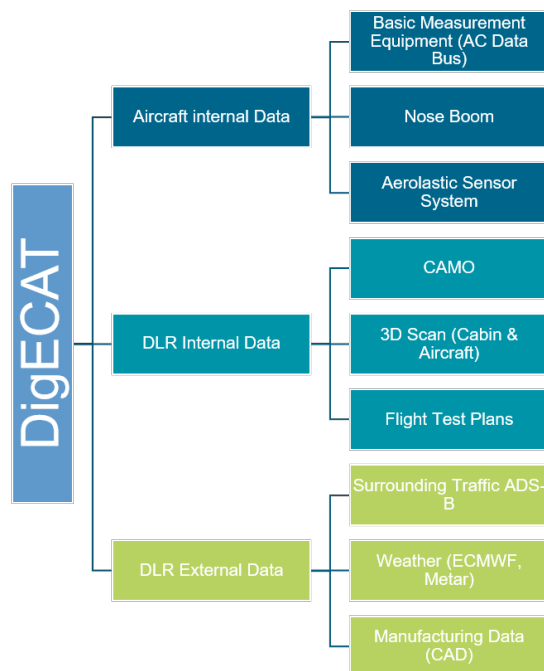 DigECAT
Aircraft internal Data
Basic Measurement
Equipment (AC Data
Bus)
Nose Boom
Aerolastic Sensor
System
DLR Internal Data
CAMO
3D Scan (Cabin &
Aircraft)
Flight Test Plans
DLR External Data
Surrounding Traffic ADS-
B
Weather (ECMWF,
Metar)
Manufacturing Data
(CAD)